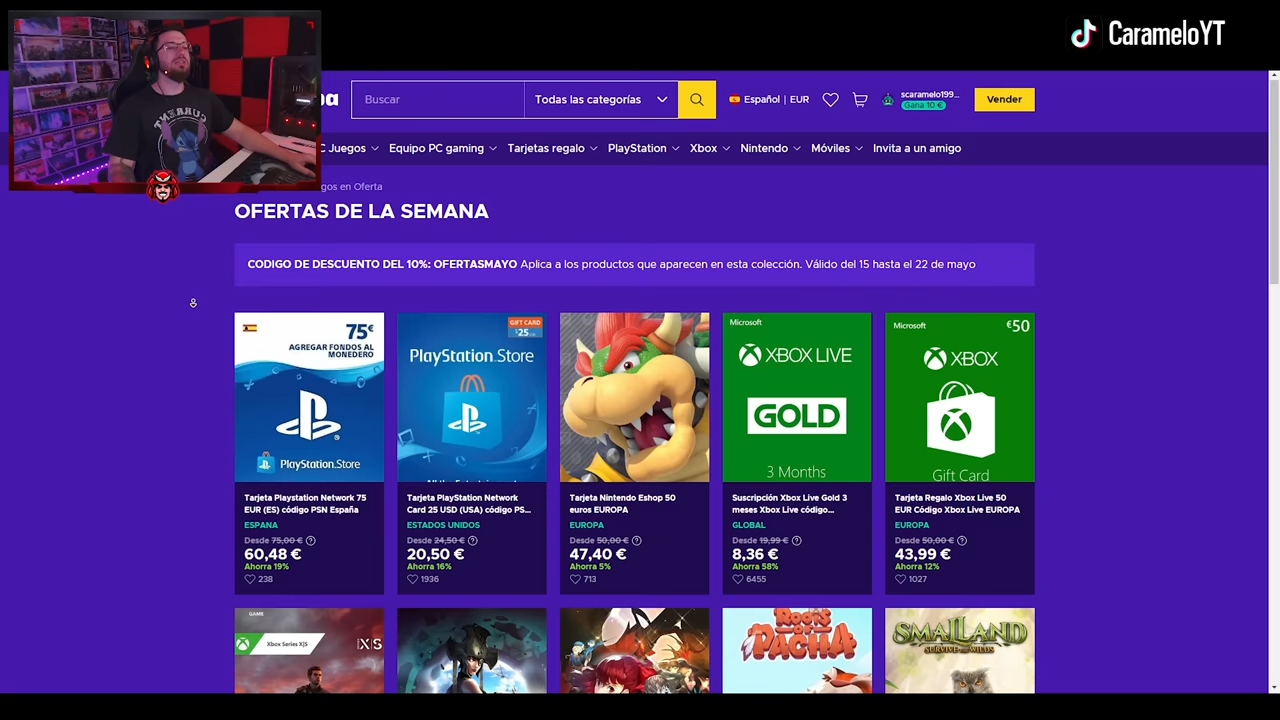 CarameloYT
Buscar
Todas las categorías
Español | EUR
scaramelo199...
Gana 10 €
Vender
Juegos
Equipo PC gaming
Tarjetas regalo
PlayStation
Xbox
Nintendo
Móviles
Invita a un amigo
en Oferta
OFERTAS DE LA SEMANA
CODIGO DE DESCUENTO DEL 10%: OFERTASMAYO Aplica a los productos que aparecen en esta colección. Válido del 15 hasta el 22 de mayo
75€
AGREGAR FONDOS AL
MONEDERO
PlayStation.Store
Tarjeta Playstation Network 75
EUR (ES) código PSN España
ESPANA
Desde 75,00 €
60,48 €
Ahorra 19%
238
GIFT CARD
$25
PlayStation.Store
Tarjeta PlayStation Network
Card 25 USD (USA) código PS...
ESTADOS UNIDOS
Desde 24,50 €
20,50 €
Ahorra 16%
1936
Tarjeta Nintendo Eshop 50
euros EUROPA
EUROPA
Desde 50,00 €
47,40 €
Ahorra 5%
713
Microsoft
XBOX LIVE
GOLD
3 Months
Suscripción Xbox Live Gold 3
meses Xbox Live código...
GLOBAL
Desde 19,99 €
8,36 €
Ahorra 58%
6455
Microsoft
€50
XBOX
Gift Card
Tarjeta Regalo Xbox Live 50
EUR Código Xbox Live EUROPA
EUROPA
Desde 50,00 €
43,99 €
Ahorra 12%
1027
GAME
Xbox Series X|S
X|S
ROOTS
OF
PACHA
SMALLAND
SURVIVE THE WILDS